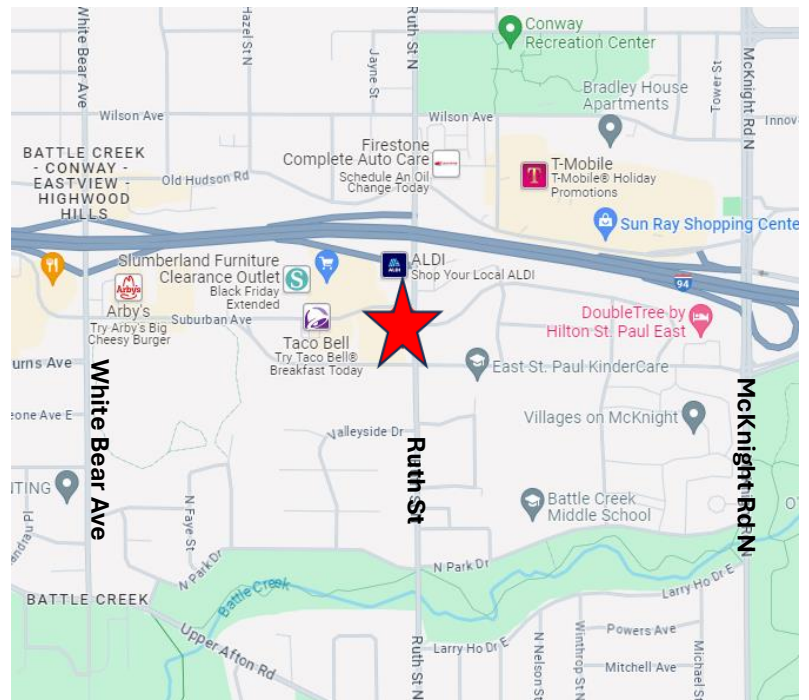 White Bear Ave
Hazel St N
Jayne St
Ruth St N
Conway
Recreation Center
McKnight Rd N
Tower St
Bradley House
Apartments
Wilson Ave
Wilson Ave
Innov
Firestone
Complete Auto Care
Schedule An Oil
Change Today
T
T-Mobile
T-Mobile® Holiday
Promotions
BATTLE CREEK
- CONWAY -
EASTVIEW -
HIGHWOOD
HILLS
Old Hudson Rd
Sun Ray Shopping Cente
Slumberland Furniture
Clearance Outlet
Black Friday
Extended
S
ALDI
ALDI
Shop Your Local ALDI
94
Arby's
Arby's
Try Arby's Big
Cheesy Burger
Suburban Ave
Taco Bell
Try Taco Bell®
Breakfast Today
DoubleTree by
Hilton St. Paul East
urns Ave
East St. Paul KinderCare
White Bear Ave
Ruth St
McKnight Rd N
Villages on McKnight
eone Ave E
Valleyside Dr
NTING
N Faye St
Battle Creek
Middle School
N Park Dr
N Park Dr
Battle Creek
Larry Ho Dr E
BATTLE CREEK
Upper Afton Rd
Larry Ho Dr E
Ruth St N
N Nelson St
Winthrop St N
Powers Ave
Mitchell Ave
Michael St